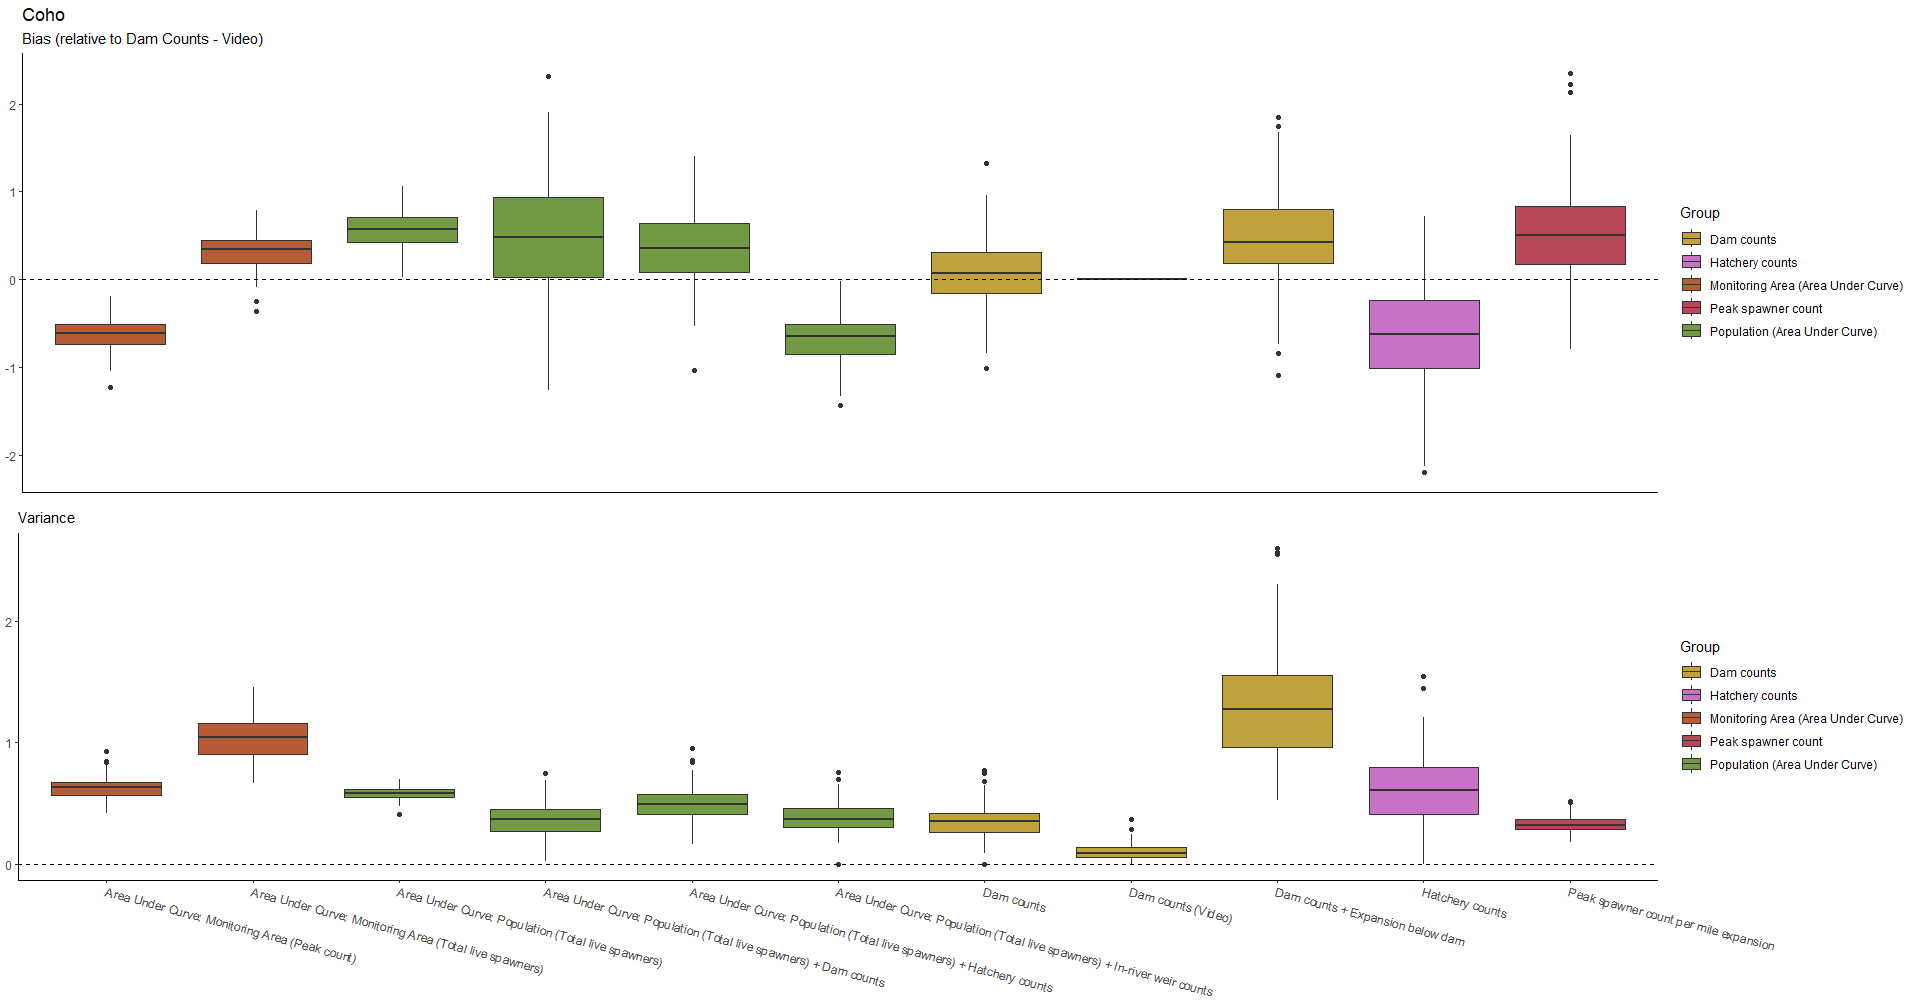 Coho
Bias (relative to Dam Counts - Video)
2
1
0
-1
-2
Group
Dam counts
Hatchery counts
Monitoring Area (Area Under Curve)
Peak spawner count
Population (Area Under Curve)
Variance
2
1
0
Group
Dam counts
Hatchery counts
Monitoring Area (Area Under Curve)
Peak spawner count
Population (Area Under Curve)
Area Under Curve: Monitoring Area (Peak count)
Area Under Curve: Monitoring Area (Total live spawners)
Area Under Curve: Population (Total live spawners)
Area Under Curve: Population (Total live spawners) + Dam counts
Area Under Curve: Population (Total live spawners) + Hatchery counts
Area Under Curve: Population (Total live spawners) + In-river weir counts
Dam counts
Dam counts (Video)
Dam counts + Expansion below dam
Hatchery counts
Peak spawner count per mile expansion